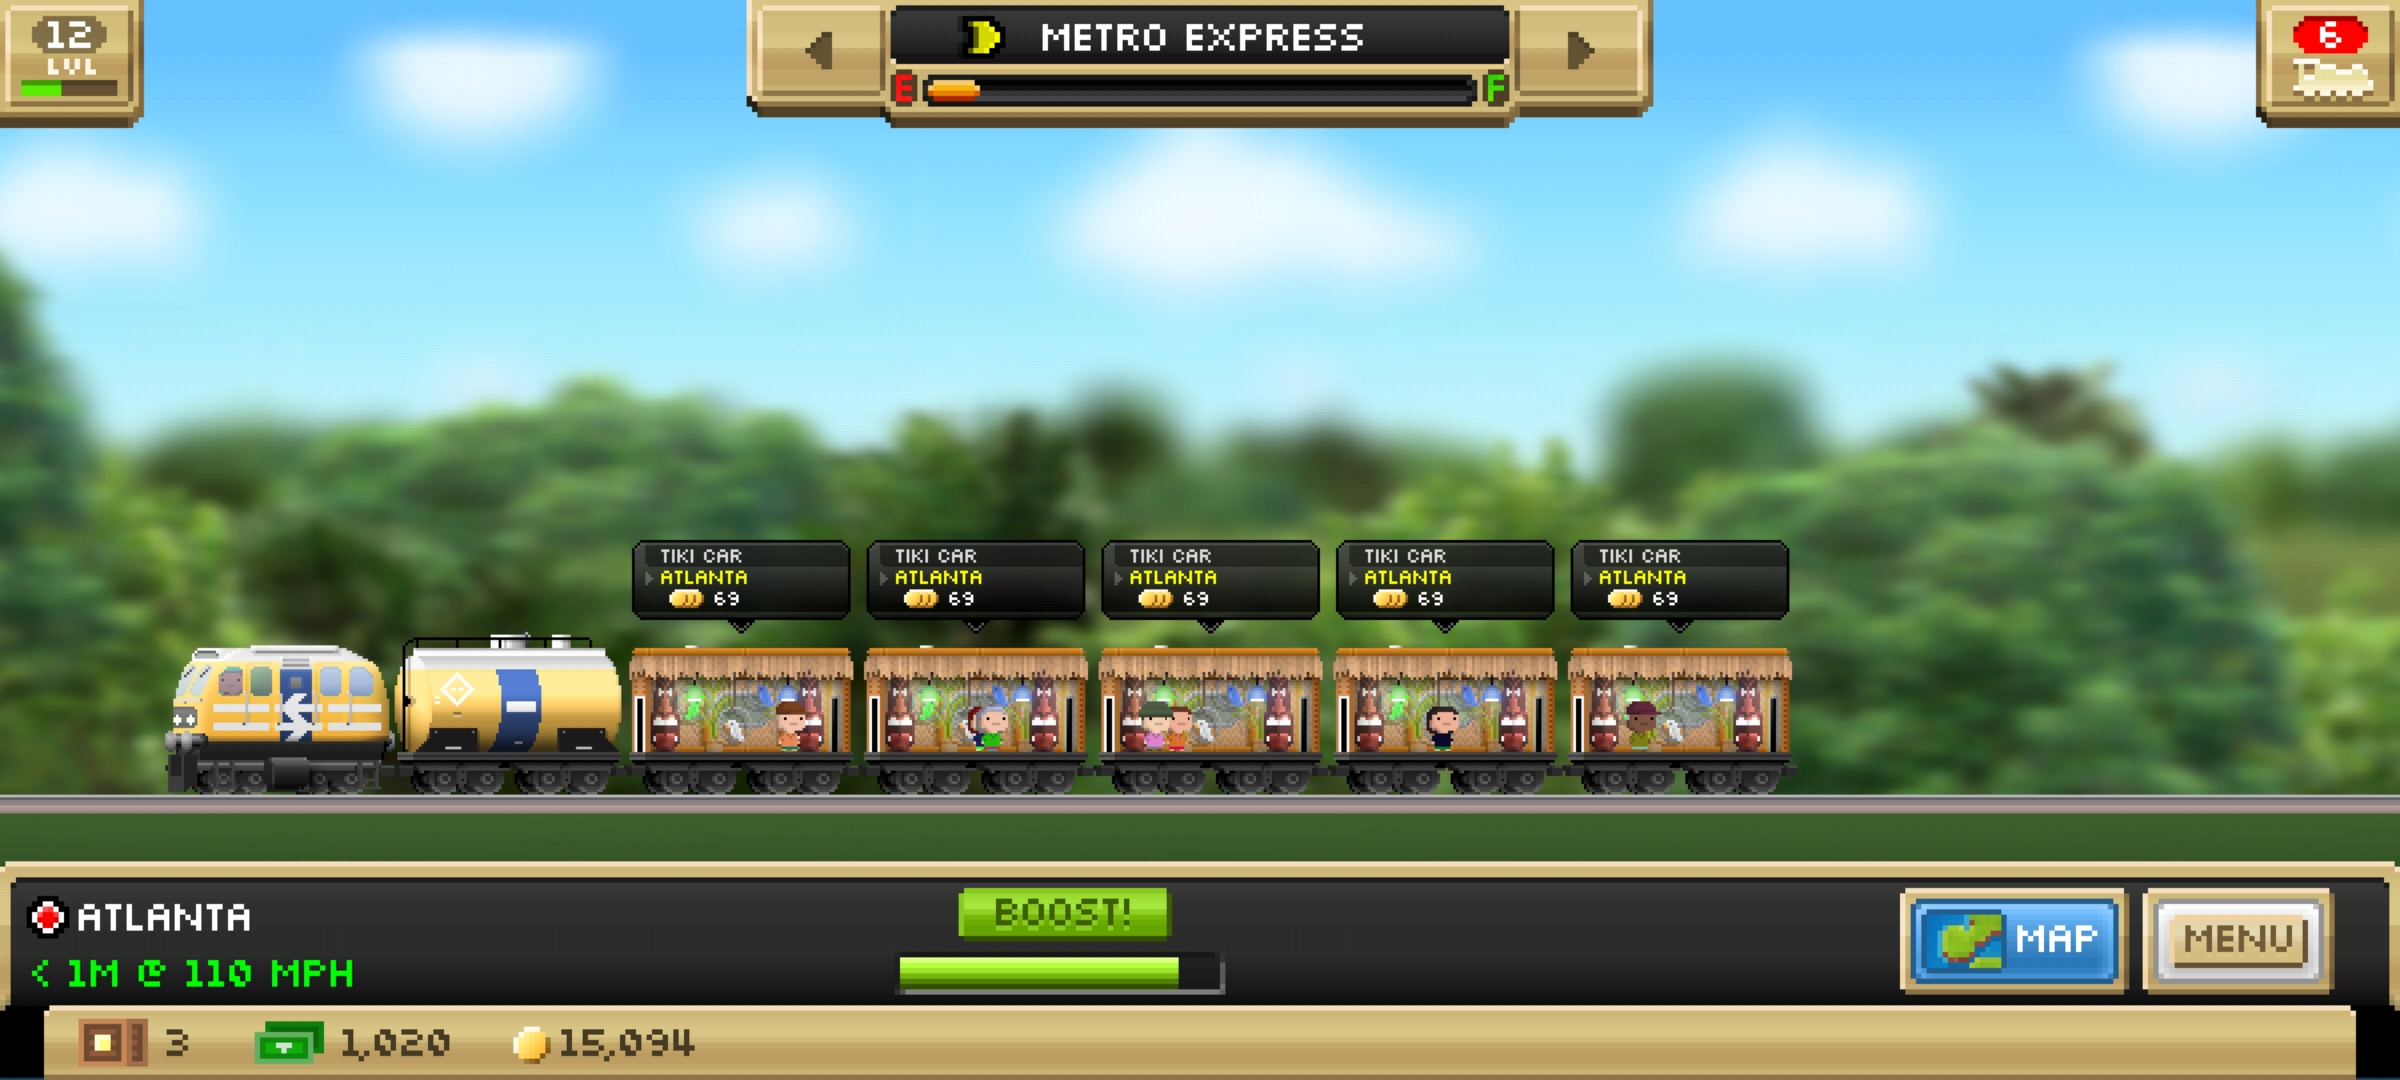 12
LVL
METRO EXPRESS
E F
6
TIKI CAR
ATLANTA
69
TIKI CAR
ATLANTA
69
TIKI CAR
ATLANTA
69
TIKI CAR
ATLANTA
69
TIKI CAR
ATLANTA
69
ATLANTA
< 1M @ 110 MPH
BOOST!
MAP
MENU
3
1,020
15,094